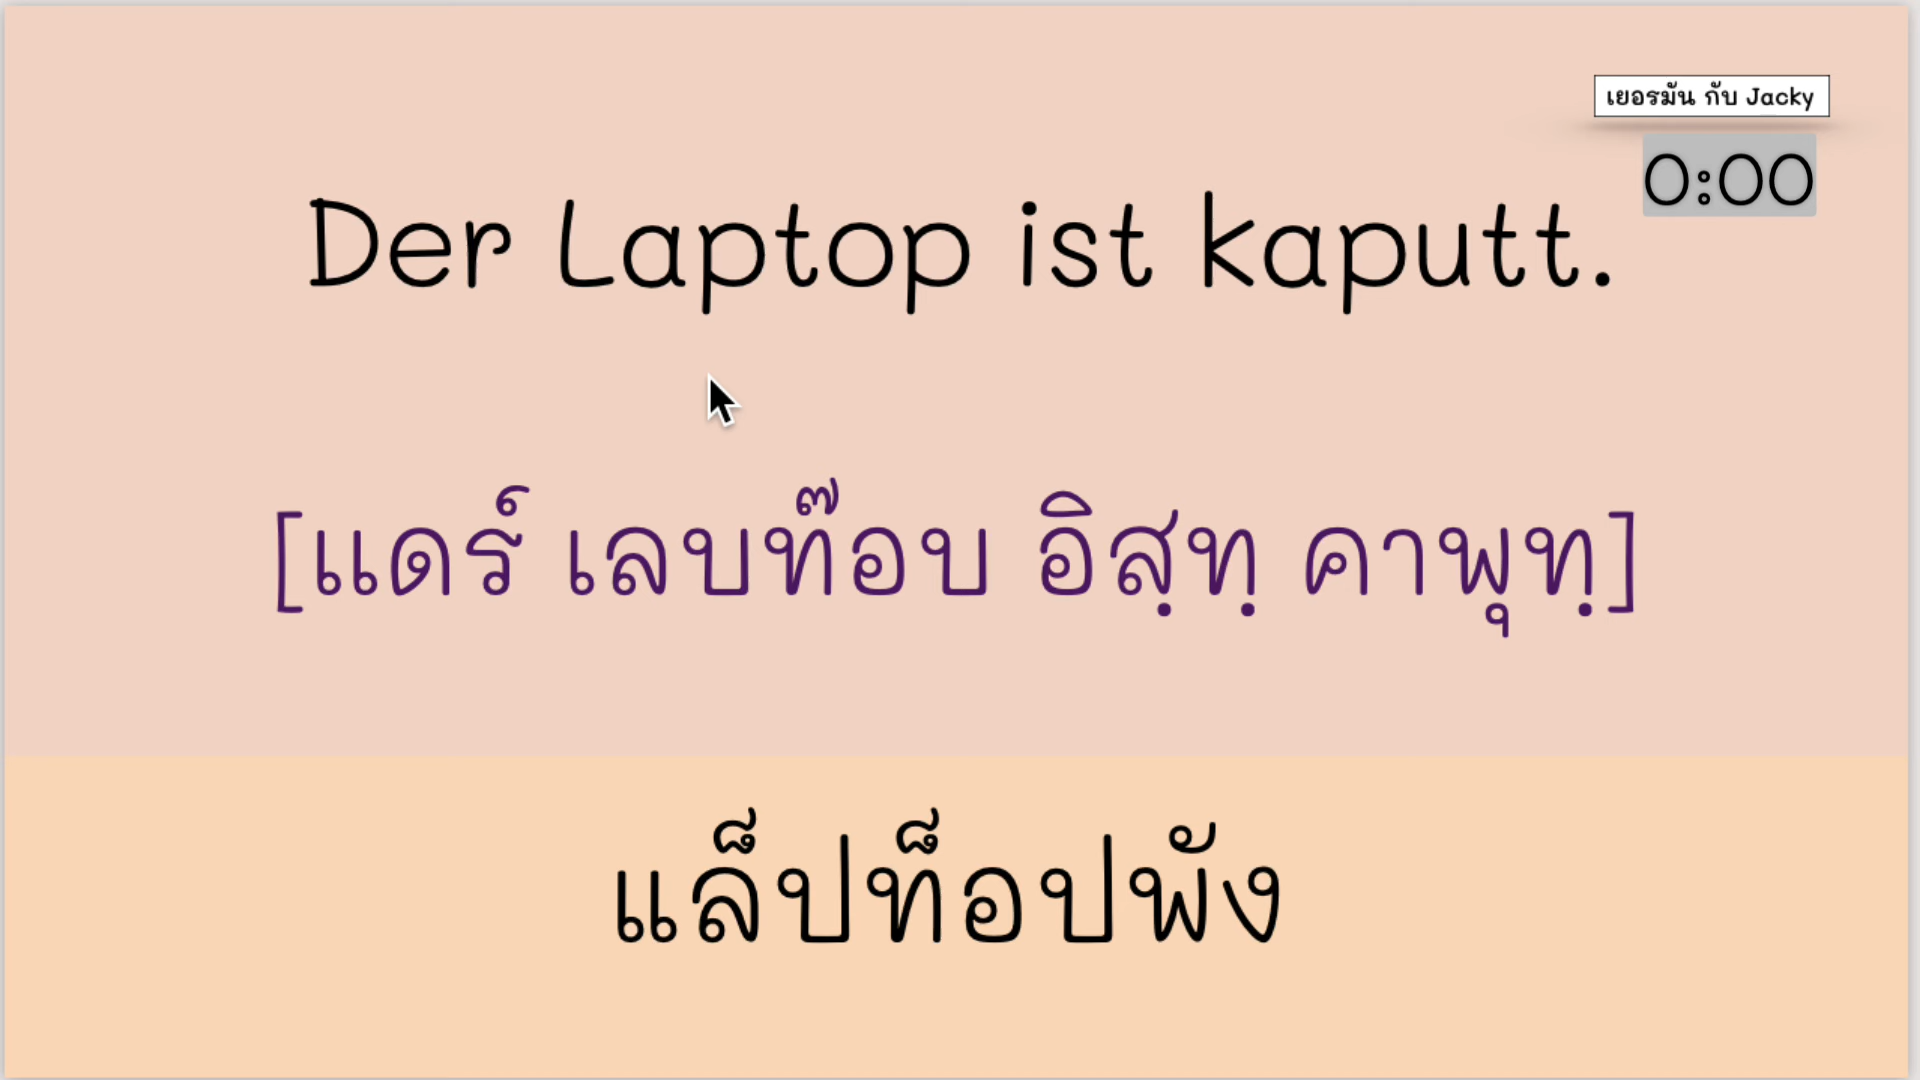 เยอรมัน กับ Jacky
0:00
Der Laptop ist kaputt.
[แดร์ เลบท๊อบ อิสฺทฺ คาพุทฺ]
แล็ปท็อปพัง